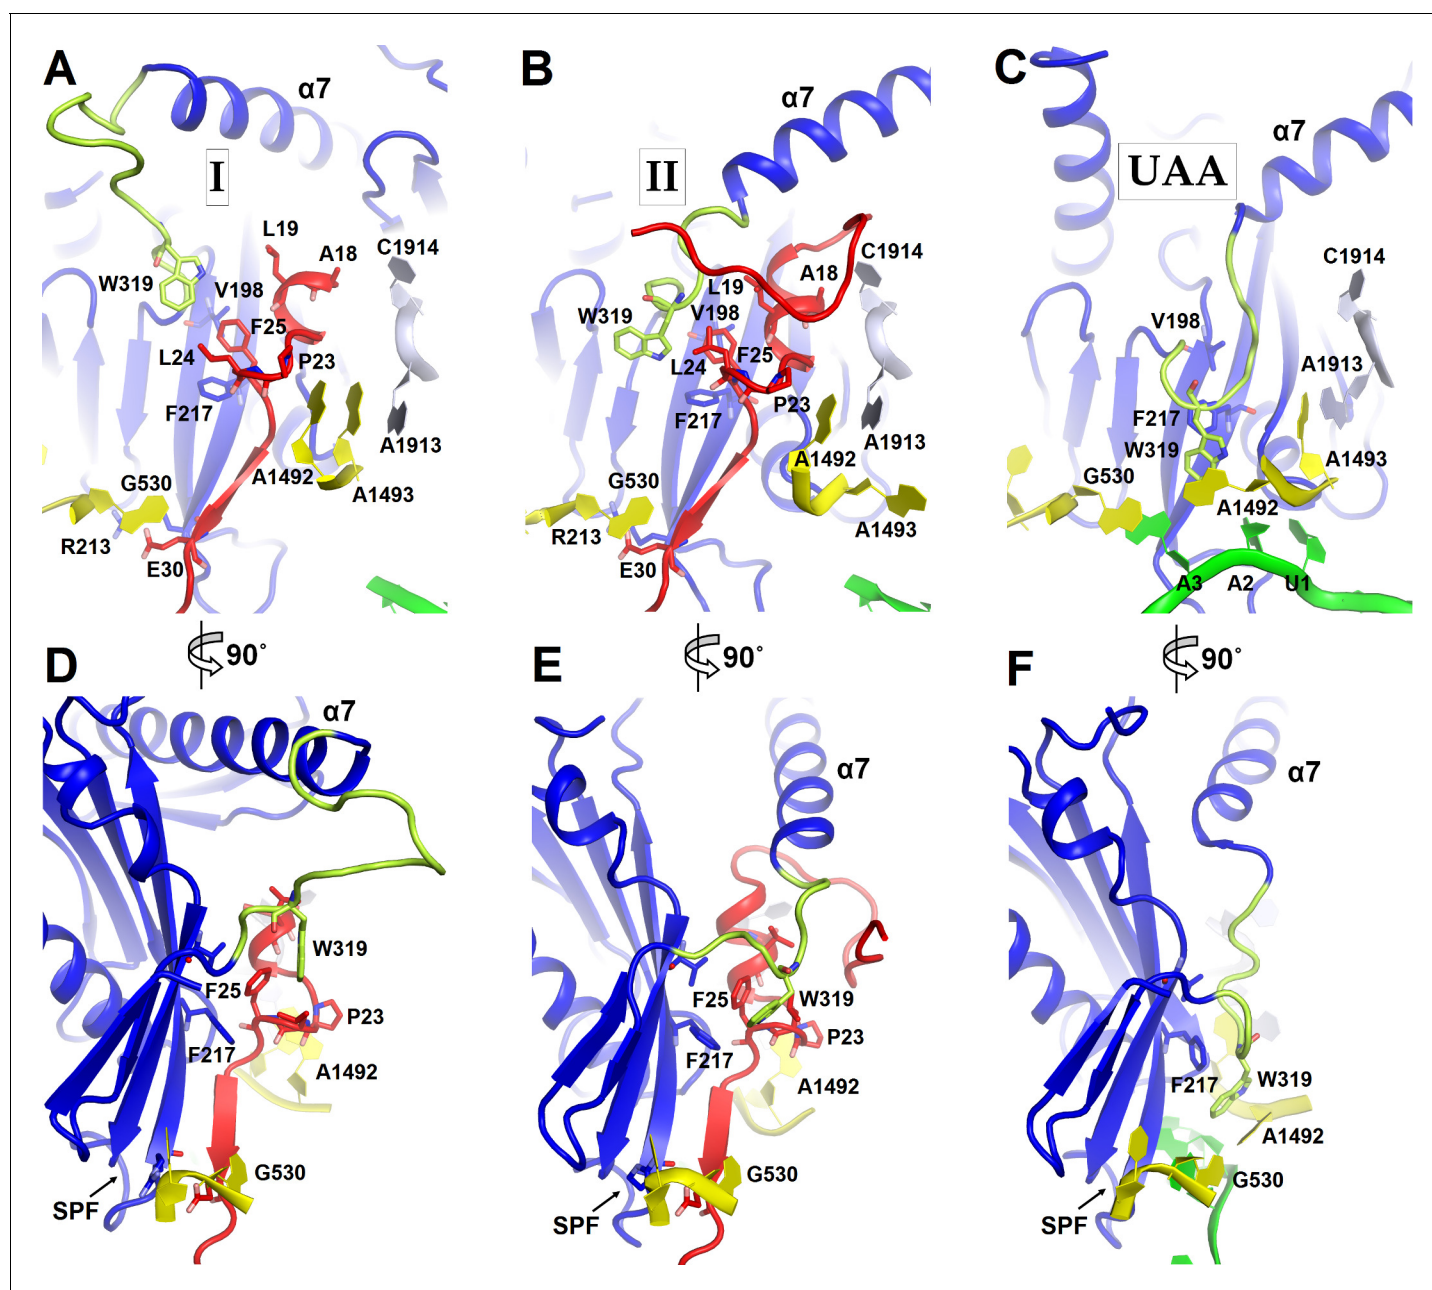 A
α7
I
L19
A18
C1914
W319
V198
F25
L24
P23
F217
A1913
G530
A1492
A1493
R213
E30
B
α7
II
A18
C1914
L19
W319
V198
L24
F25
P23
F217
A1913
A1492
G530
A1493
R213
E30
C
α7
UAA
C1914
V198
A1913
F217
W319
A1493
G530
A1492
A3
A2
U1
90°
90°
90°
D
α7
W319
F25
P23
F217
A1492
G530
SPF
E
α7
F25
W319
P23
F217
A1492
G530
SPF
F
α7
F217
W319
A1492
G530
SPF